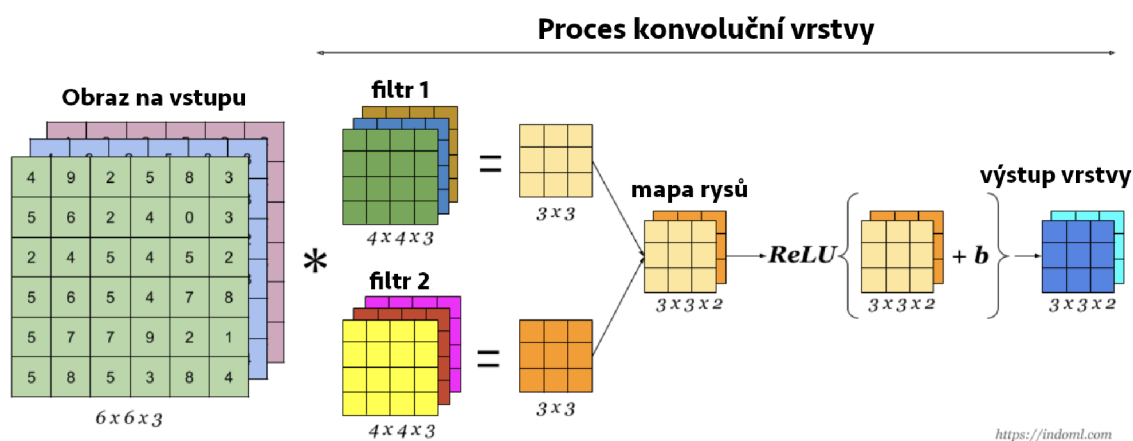 Proces konvoluční vrstvy
Obraz na vstupu
filtr 1
4 9 2 5 8 3
5 6 2 4 0 3
2 4 5 4 5 2
5 6 5 4 7 8
5 7 7 9 2 1
5 8 5 3 8 4
6 x 6 x 3
*
4 x 4 x 3
=
3 x 3
filtr 2
4 x 4 x 3
=
3 x 3
mapa rysů
3 x 3 x 2
ReLU { + b }
3 x 3 x 2
výstup vrstvy
3 x 3 x 2
https://indoml.com